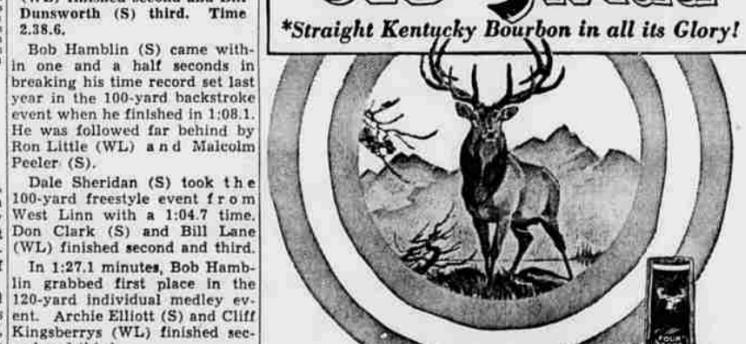 Dunsworth (S) third. Time
2.38.6.
Bob Hamblin (S) came with-
in one and a half seconds in
breaking his time record set last
year in the 100-yard backstroke
event when he finished in 1:08.1.
He was followed far behind by
Ron Little (WL) and Malcolm
Peeler (S).
Dale Sheridan (S) took the
100-yard freestyle event from
West Linn with a 1:04.7 time.
Don Clark (S) and Bill Lane
(WL) finished second and third.
In 1:27.1 minutes, Bob Hamb-
lin grabbed first place in the
120-yard individual medley ev-
ent. Archie Elliott (S) and Cliff
Kingsberrys (WL) finished sec-
*Straight Kentucky Bourbon in all its Glory!
FOUR